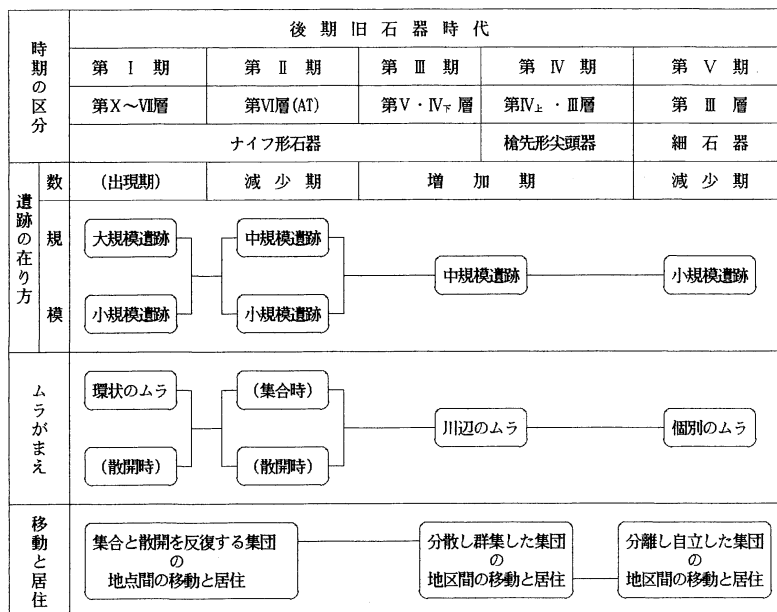 時期の区分
後期旧石器時代
第Ⅰ期 第Ⅱ期 第Ⅲ期 第Ⅳ期 第Ⅴ期
第Ⅹ～Ⅶ層 第Ⅵ層(AT) 第Ⅴ・Ⅳ下層 第Ⅳ上・Ⅲ層 第Ⅲ層
ナイフ形石器 槍先形尖頭器 細石器
遺跡の在り方
数 (出現期) 減少期 増加期 減少期
規模
大規模遺跡 中規模遺跡
中規模遺跡 小規模遺跡
小規模遺跡 小規模遺跡
ムラがまえ
環状のムラ (集合時)
川辺のムラ 個別のムラ
(散開時) (散開時)
移動と居住
集合と散開を反復する集団
の
地点間の移動と居住
分散し群集した集団
の
地区間の移動と居住
分離し自立した集団
の
地区間の移動と居住